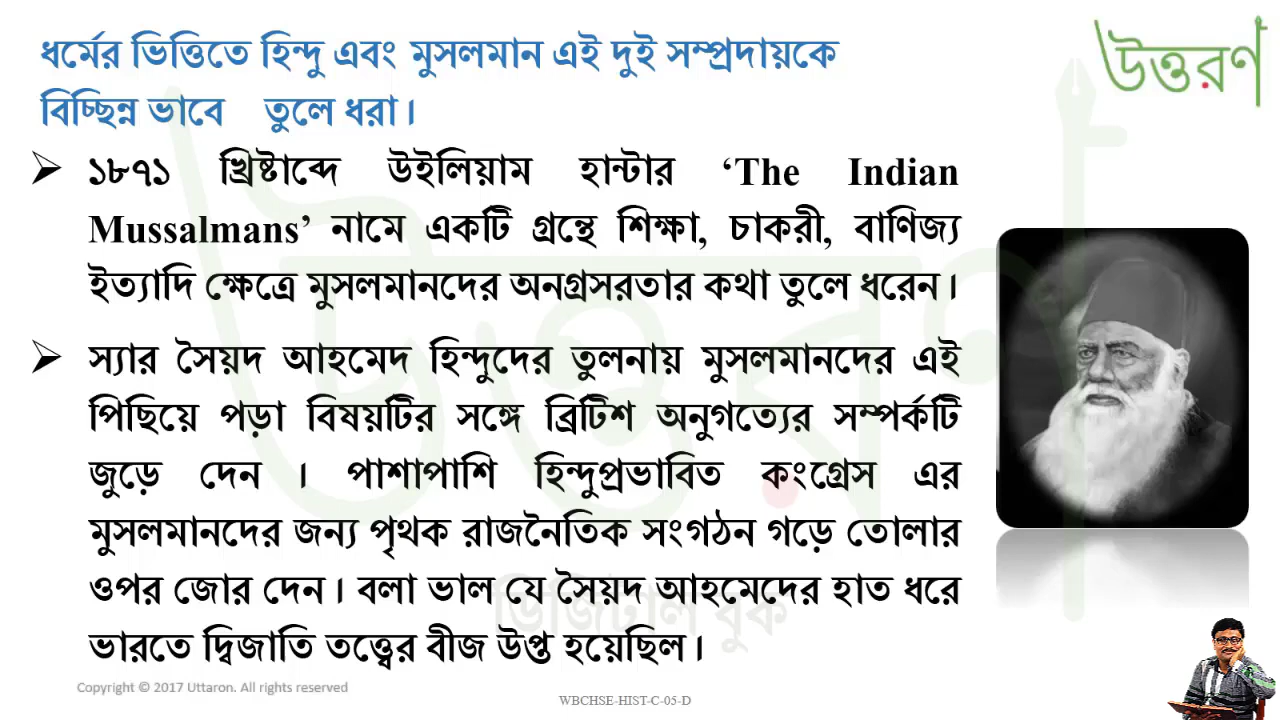 ধর্মের ভিত্তিতে হিন্দু এবং মুসলমান এই দুই সম্প্রদায়কে
বিচ্ছিন্ন ভাবে তুলে ধরা।
উত্তরণ
➢ ১৮৭১ খ্রিষ্টাব্দে উইলিয়াম হান্টার ‘The Indian
Mussalmans’ নামে একটি গ্রন্থে শিক্ষা, চাকরী, বাণিজ্য
ইত্যাদি ক্ষেত্রে মুসলমানদের অনগ্রসরতার কথা তুলে ধরেন।
➢ স্যার সৈয়দ আহমেদ হিন্দুদের তুলনায় মুসলমানদের এই
পিছিয়ে পড়া বিষয়টির সঙ্গে ব্রিটিশ অনুগত্যের সম্পর্কটি
জুড়ে দেন । পাশাপাশি হিন্দুপ্রভাবিত কংগ্রেস এর
মুসলমানদের জন্য পৃথক রাজনৈতিক সংগঠন গড়ে তোলার
ওপর জোর দেন। বলা ভাল যে সৈয়দ আহমেদের হাত ধরে
ভারতে দ্বিজাতি তত্ত্বের বীজ উপ্ত হয়েছিল।
উত্তরণ
ডিজিটাল বুক
Copyright © 2017 Uttaron. All rights reserved
WBCHSE-HIST-C-05-D